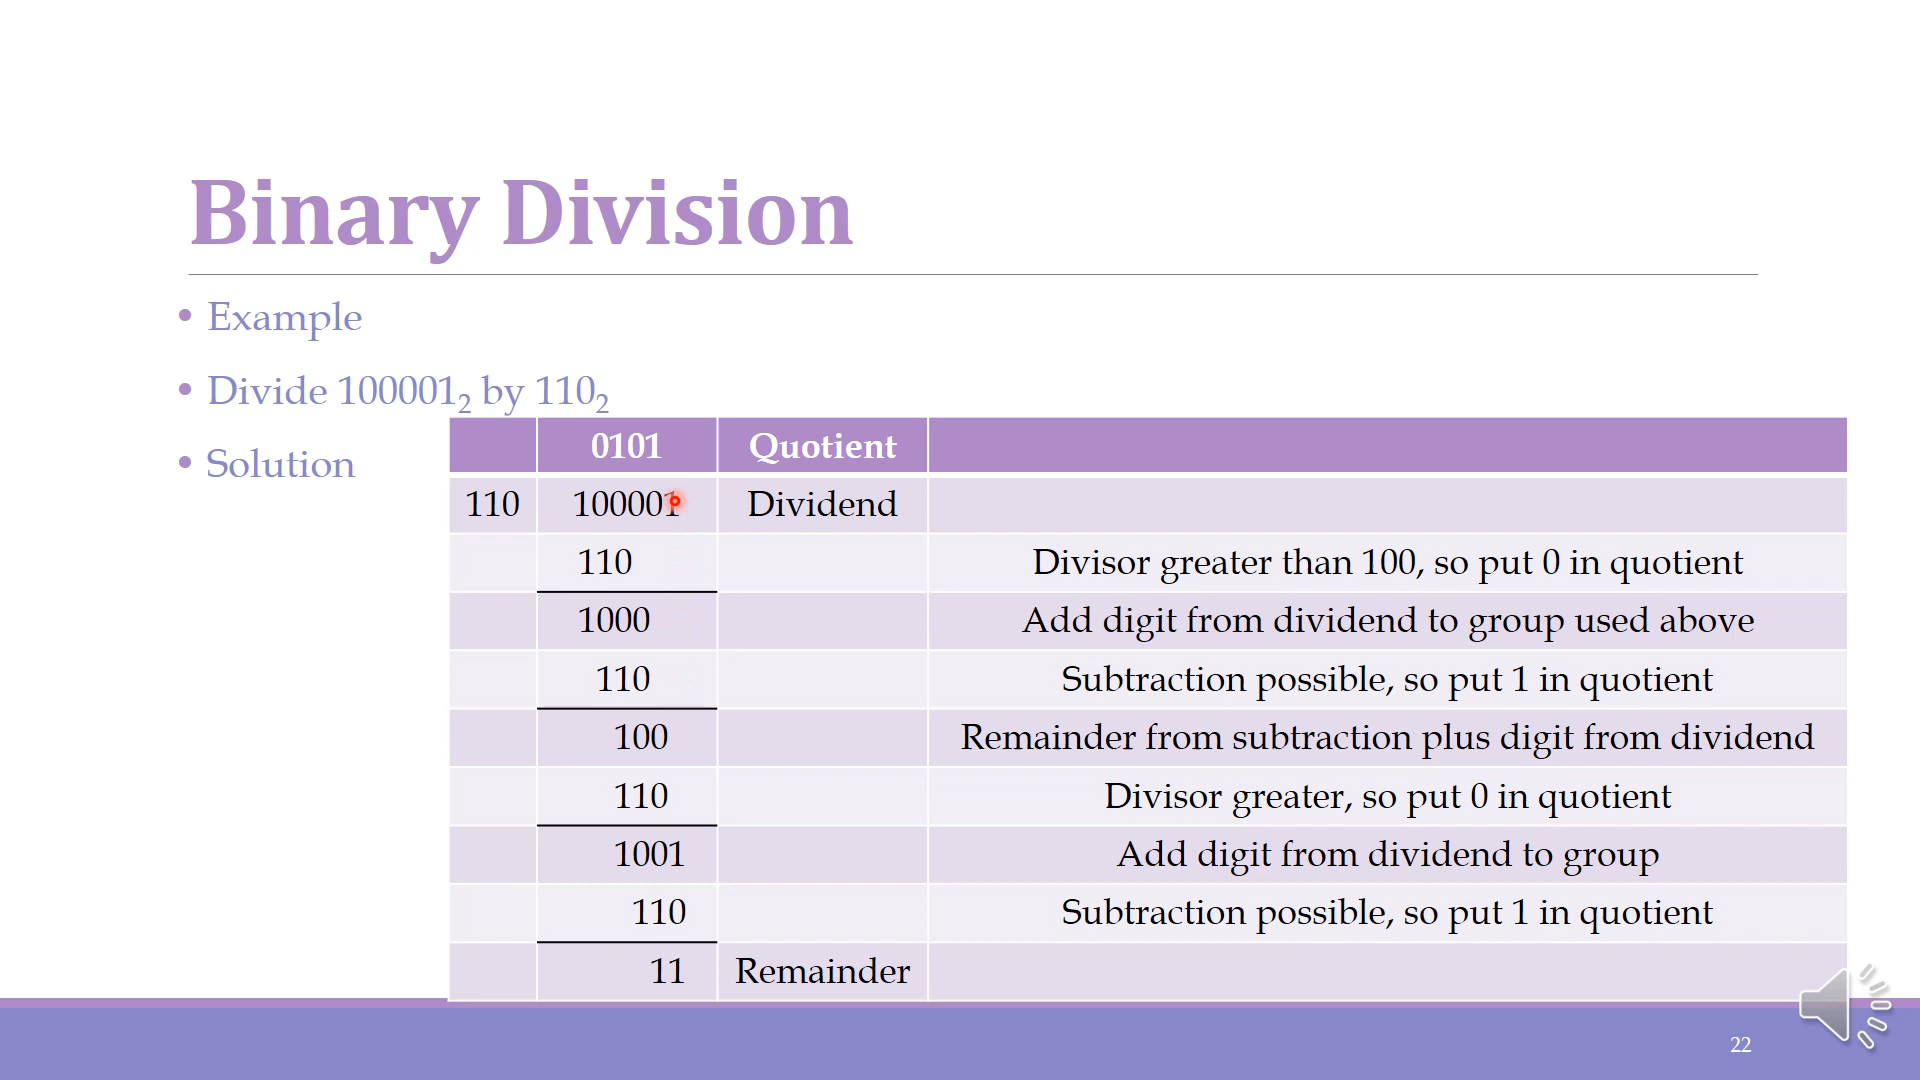 Binary Division
• Example
• Divide 100001₂ by 110₂
• Solution
0101 Quotient
110 100001 Dividend
110 Divisor greater than 100, so put 0 in quotient
1000 Add digit from dividend to group used above
110 Subtraction possible, so put 1 in quotient
100 Remainder from subtraction plus digit from dividend
110 Divisor greater, so put 0 in quotient
1001 Add digit from dividend to group
110 Subtraction possible, so put 1 in quotient
11 Remainder
22